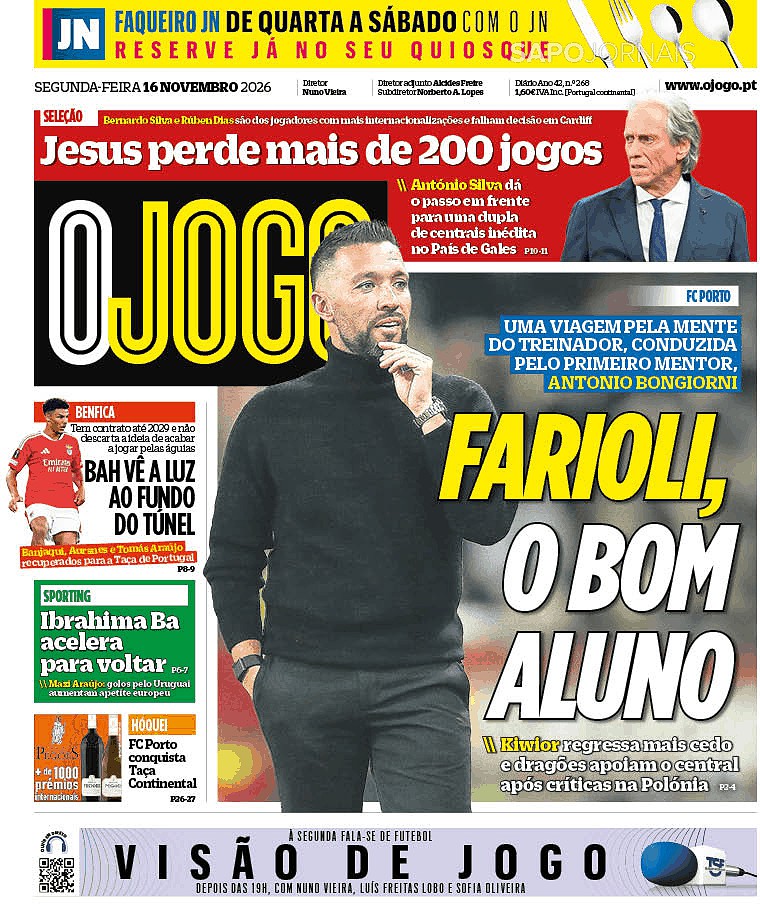 JN
FAQUEIRO JN DE QUARTA A SÁBADO COM O JN
RESERVE JÁ NO SEU QUIOSQUE
SAPOJORNAIS
SEGUNDA-FEIRA 16 NOVEMBRO 2026
Diretor
Nuno Vieira
Diretor adjunto Alcides Freire
Subdiretor Norberto A. Lopes
Diário Ano 42, n.º 268
1,60€ IVA Inc. [Portugal continental]
www.ojogo.pt
SELEÇÃO
Bernardo Silva e Rúben Dias são dos jogadores com mais internacionalizações e falham decisão em Cardiff
Jesus perde mais de 200 jogos
\\ António Silva dá
o passo em frente
para uma dupla
de centrais inédita
no País de Gales P10-11
O JOGO
FC PORTO
UMA VIAGEM PELA MENTE
DO TREINADOR, CONDUZIDA
PELO PRIMEIRO MENTOR,
ANTONIO BONGIORNI
FARIOLI,
O BOM
ALUNO
\\ Kiwior regressa mais cedo
e dragões apoiam o central
após críticas na Polónia P2-4
BENFICA
Tem contrato até 2029 e não
descarta a ideia de acabar
a jogar pelas águias
BAH VÊ A LUZ
AO FUNDO
DO TÚNEL
Banjaqui, Aursnes e Tomás Araújo
recuperados para a Taça de Portugal
P8-9
SPORTING
Ibrahima Ba
acelera
para voltar P6-7
\\ Maxi Araújo: golos pelo Uruguai
aumentam apetite europeu
PEGÕES
+ de 1000
prémios
internacionais
HÓQUEI
FC Porto
conquista
Taça
Continental
P26-27
À SEGUNDA FALA-SE DE FUTEBOL
VISÃO DE JOGO
DEPOIS DAS 19H, COM NUNO VIEIRA, LUÍS FREITAS LOBO E SOFIA OLIVEIRA
TSF